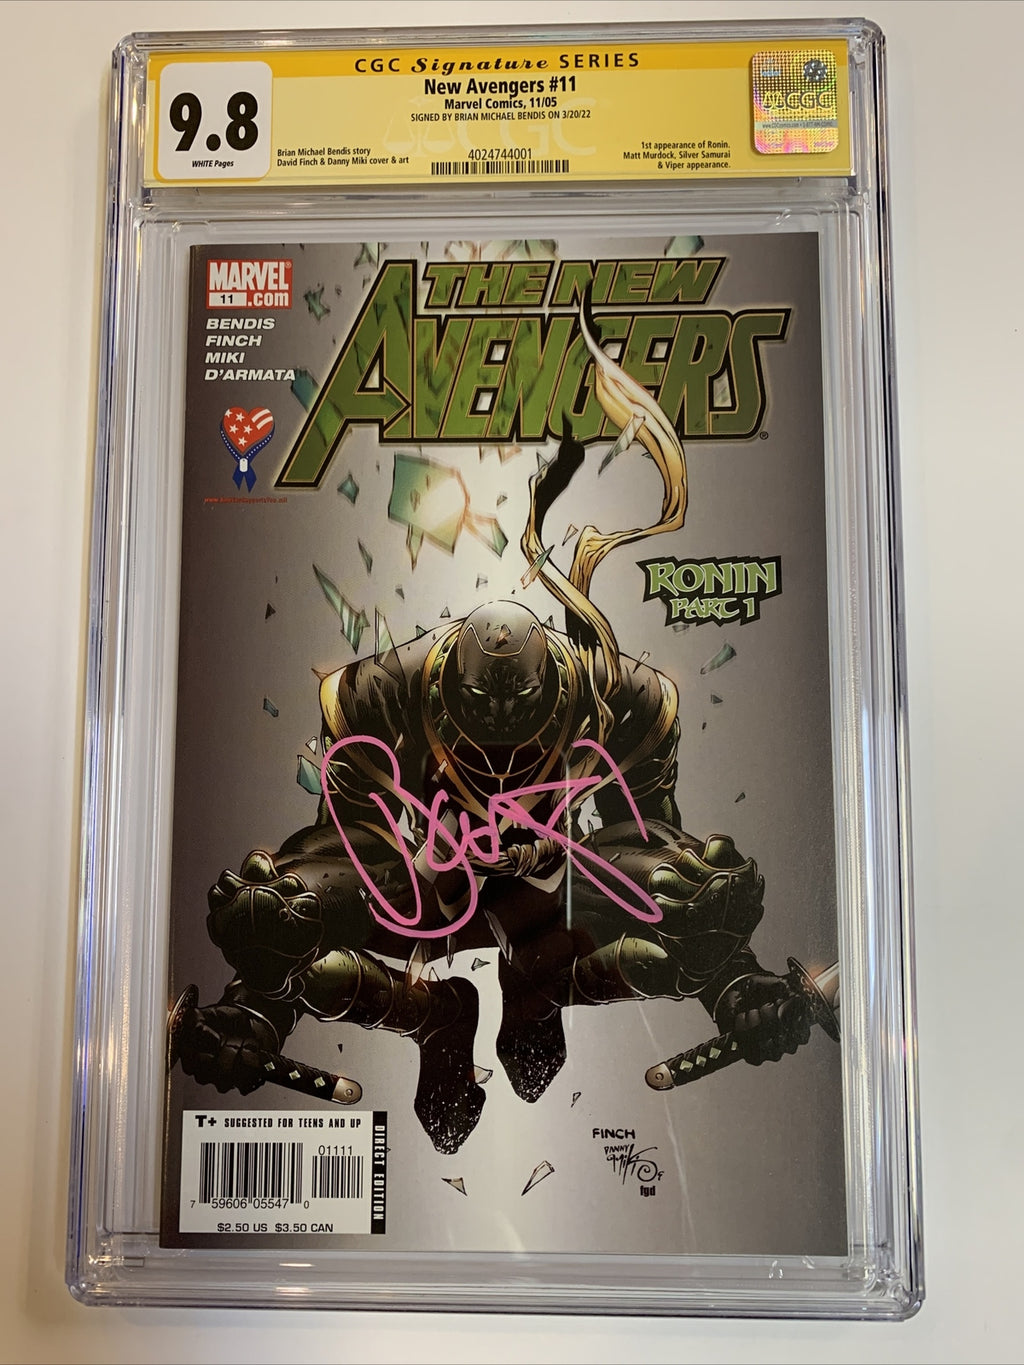 CGC Signature SERIES
New Avengers #11
Marvel Comics, 11/05
SIGNED BY BRIAN MICHAEL BENDIS ON 3/20/22
9.8
WHITE Pages
Brian Michael Bendis story
David Finch & Danny Miki cover & art
4024744001
1st appearance of Ronin.
Matt Murdock, Silver Samurai
& Viper appearance.
CGC
MARVEL
11 .com
BENDIS
FINCH
MIKI
D'ARMATA
THE NEW
AVENGERS
RONIN
PART 1
T+ SUGGESTED FOR TEENS AND UP
DIRECT EDITION
01111
7 59606 05547 0
$2.50 US $3.50 CAN
FINCH
DANNY
MIKI
fgd